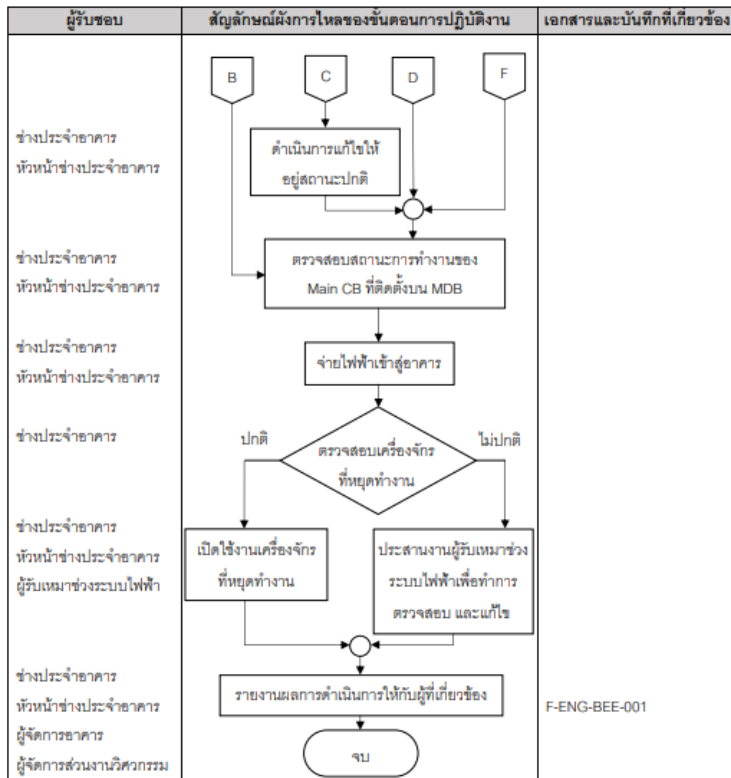 ผู้รับชอบ
สัญลักษณ์ผังการไหลของขั้นตอนการปฏิบัติงาน
เอกสารและบันทึกที่เกี่ยวข้อง
B
C
D
F
ช่างประจำอาคาร
หัวหน้าช่างประจำอาคาร
ดำเนินการแก้ไขให้
อยู่สถานะปกติ
ช่างประจำอาคาร
หัวหน้าช่างประจำอาคาร
ตรวจสอบสถานะการทำงานของ
Main CB ที่ติดตั้งบน MDB
ช่างประจำอาคาร
หัวหน้าช่างประจำอาคาร
จ่ายไฟฟ้าเข้าสู่อาคาร
ช่างประจำอาคาร
ปกติ
ไม่ปกติ
ตรวจสอบเครื่องจักร
ที่หยุดทำงาน
ช่างประจำอาคาร
หัวหน้าช่างประจำอาคาร
ผู้รับเหมาช่วงระบบไฟฟ้า
เปิดใช้งานเครื่องจักร
ที่หยุดทำงาน
ประสานงานผู้รับเหมาช่วง
ระบบไฟฟ้าเพื่อทำการ
ตรวจสอบ และแก้ไข
ช่างประจำอาคาร
หัวหน้าช่างประจำอาคาร
ผู้จัดการอาคาร
ผู้จัดการส่วนงานวิศวกรรม
รายงานผลการดำเนินการให้กับผู้ที่เกี่ยวข้อง
F-ENG-BEE-001
จบ